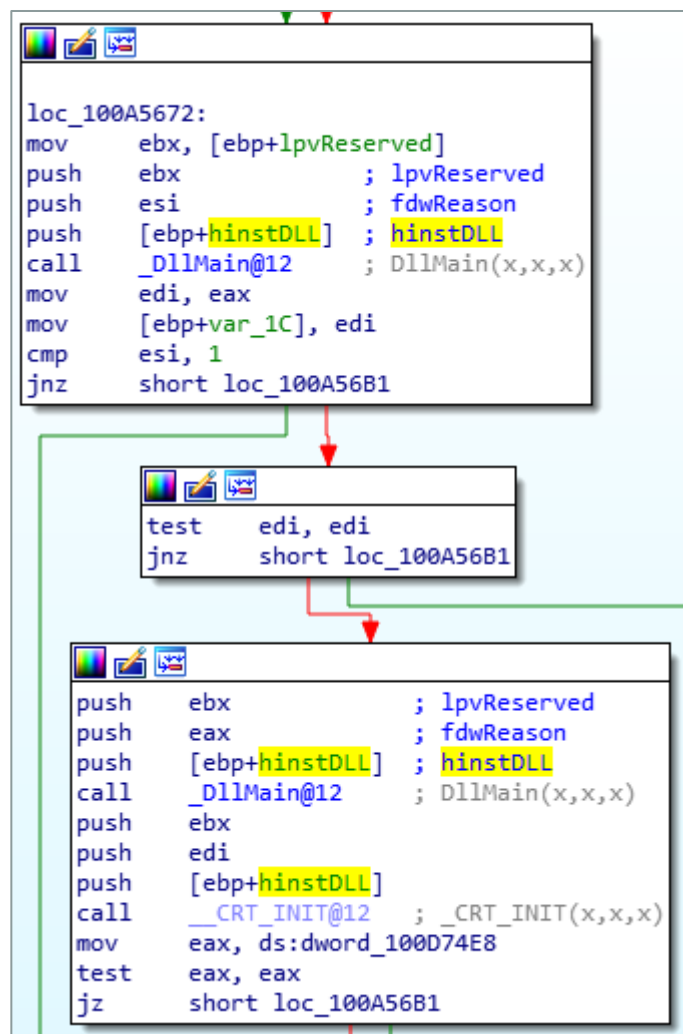 loc_100A5672:
mov ebx, [ebp+lpvReserved]
push ebx ; lpvReserved
push esi ; fdwReason
push [ebp+hinstDLL] ; hinstDLL
call _DllMain@12 ; DllMain(x,x,x)
mov edi, eax
mov [ebp+var_1C], edi
cmp esi, 1
jnz short loc_100A56B1
test edi, edi
jnz short loc_100A56B1
push ebx ; lpvReserved
push eax ; fdwReason
push [ebp+hinstDLL] ; hinstDLL
call _DllMain@12 ; DllMain(x,x,x)
push ebx
push edi
push [ebp+hinstDLL]
call __CRT_INIT@12 ; _CRT_INIT(x,x,x)
mov eax, ds:dword_100D74E8
test eax, eax
jz short loc_100A56B1